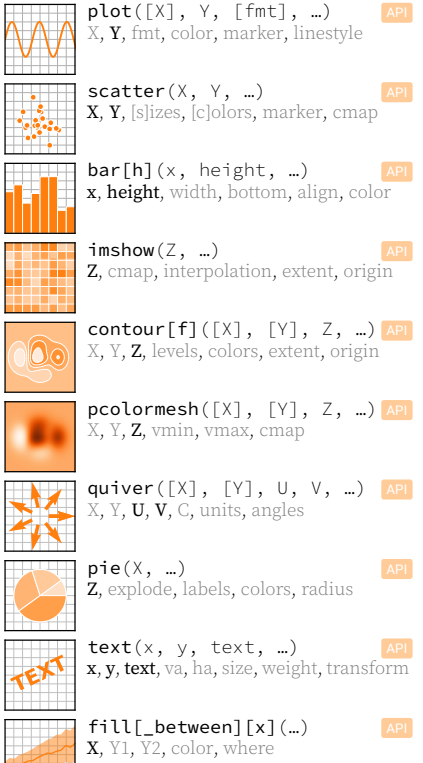 plot([X], Y, [fmt], …) API
X, Y, fmt, color, marker, linestyle
scatter(X, Y, …) API
X, Y, [s]izes, [c]olors, marker, cmap
bar[h](x, height, …) API
x, height, width, bottom, align, color
imshow(Z, …) API
Z, cmap, interpolation, extent, origin
contour[f]([X], [Y], Z, …) API
X, Y, Z, levels, colors, extent, origin
pcolormesh([X], [Y], Z, …) API
X, Y, Z, vmin, vmax, cmap
quiver([X], [Y], U, V, …) API
X, Y, U, V, C, units, angles
pie(X, …) API
Z, explode, labels, colors, radius
TEXT
text(x, y, text, …) API
x, y, text, va, ha, size, weight, transform
fill[_between][x](…) API
X, Y1, Y2, color, where